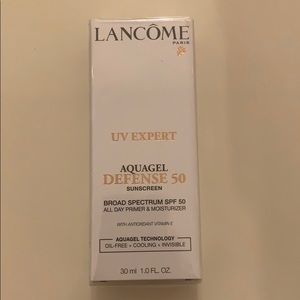 LANCÔME
PARIS
UV EXPERT
AQUAGEL
DEFENSE 50
SUNSCREEN
BROAD SPECTRUM SPF 50
ALL DAY PRIMER & MOISTURIZER
WITH ANTIOXIDANT VITAMIN E
AQUAGEL TECHNOLOGY
OIL-FREE • COOLING • INVISIBLE
30 ml 1.0 FL. OZ.